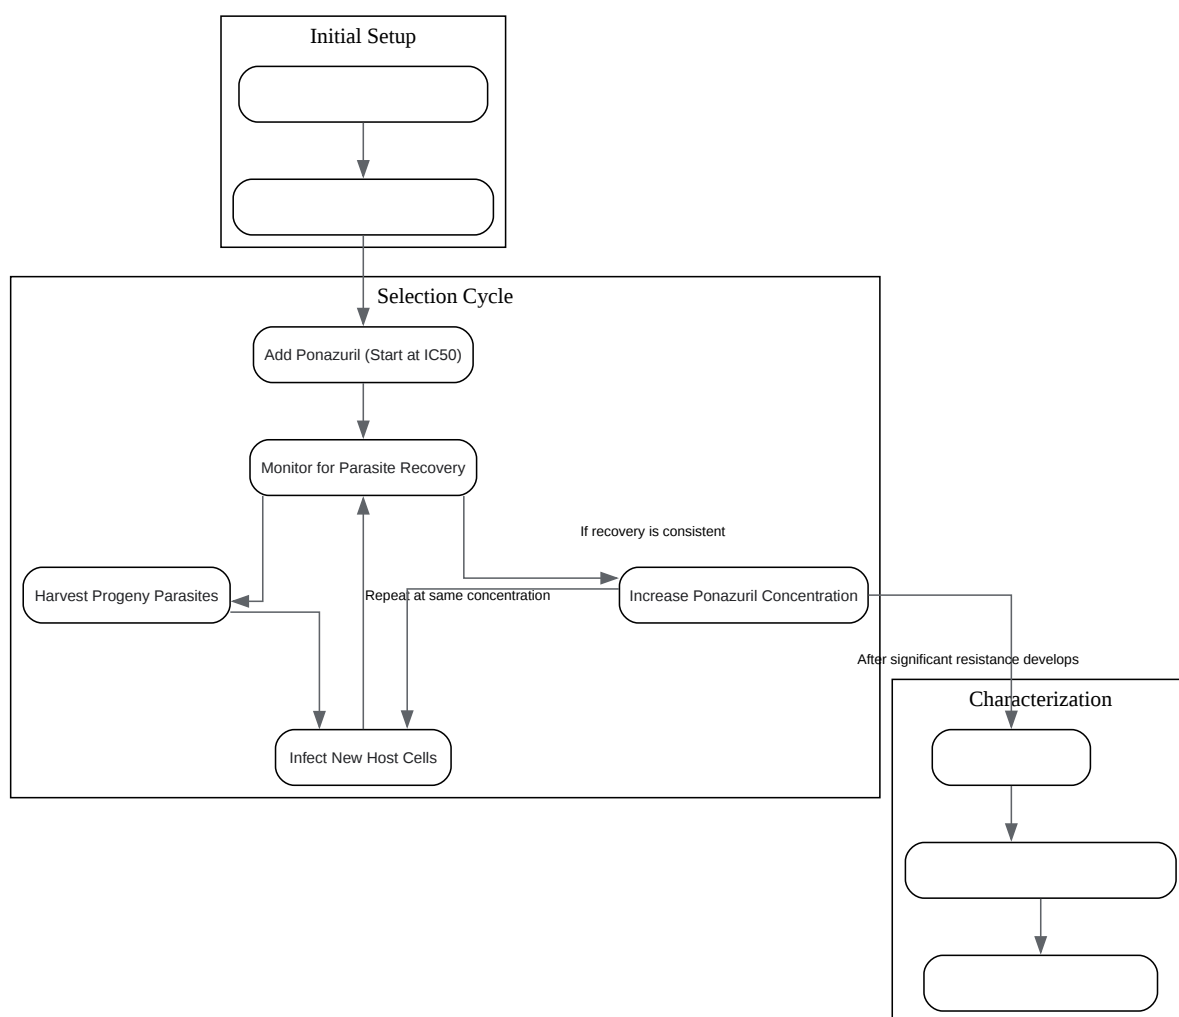 Initial Setup
Selection Cycle
Add Ponazuril (Start at IC50)
Monitor for Parasite Recovery
If recovery is consistent
Harvest Progeny Parasites
Repeat at same concentration
Increase Ponazuril Concentration
After significant resistance develops
Characterization
Infect New Host Cells